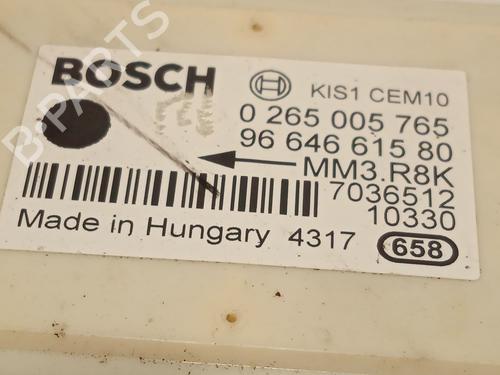 B-PARTS
BOSCH
KIS1 CEM10
0 265 005 765
96 646 615 80
MM3.R8K
7036512
10330
Made in Hungary 4317 658